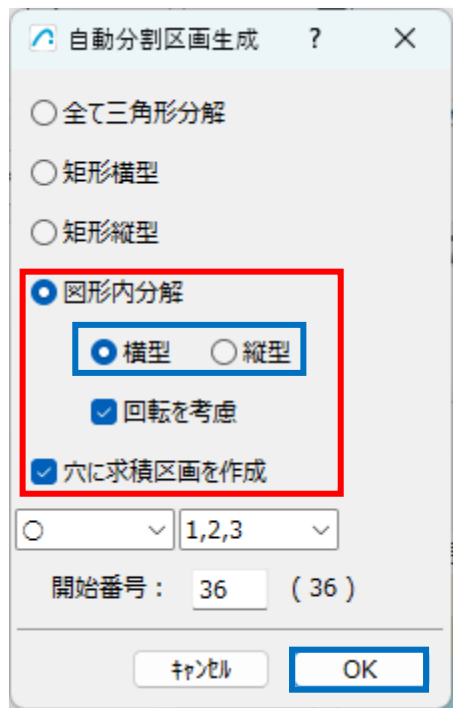 自動分割区画生成 ? ×
全て三角形分解
矩形横型
矩形縦型
図形内分解
横型 縦型
回転を考慮
穴に求積区画を作成
○ 1,2,3
開始番号： 36 ( 36 )
ｷｬﾝｾﾙ OK